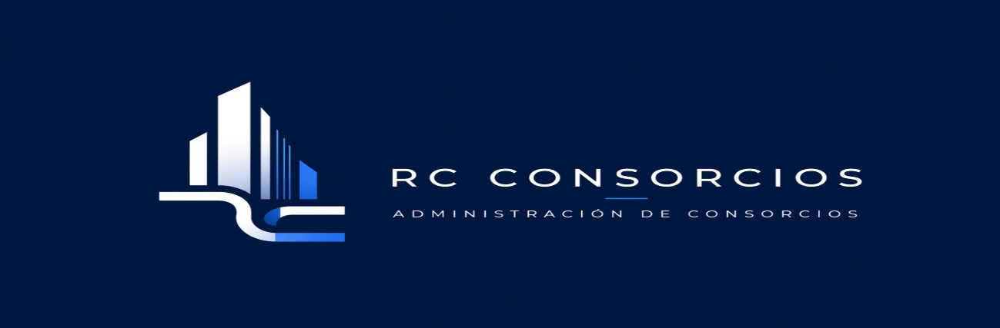 RC CONSORCIOS
ADMINISTRACIÓN DE CONSORCIOS